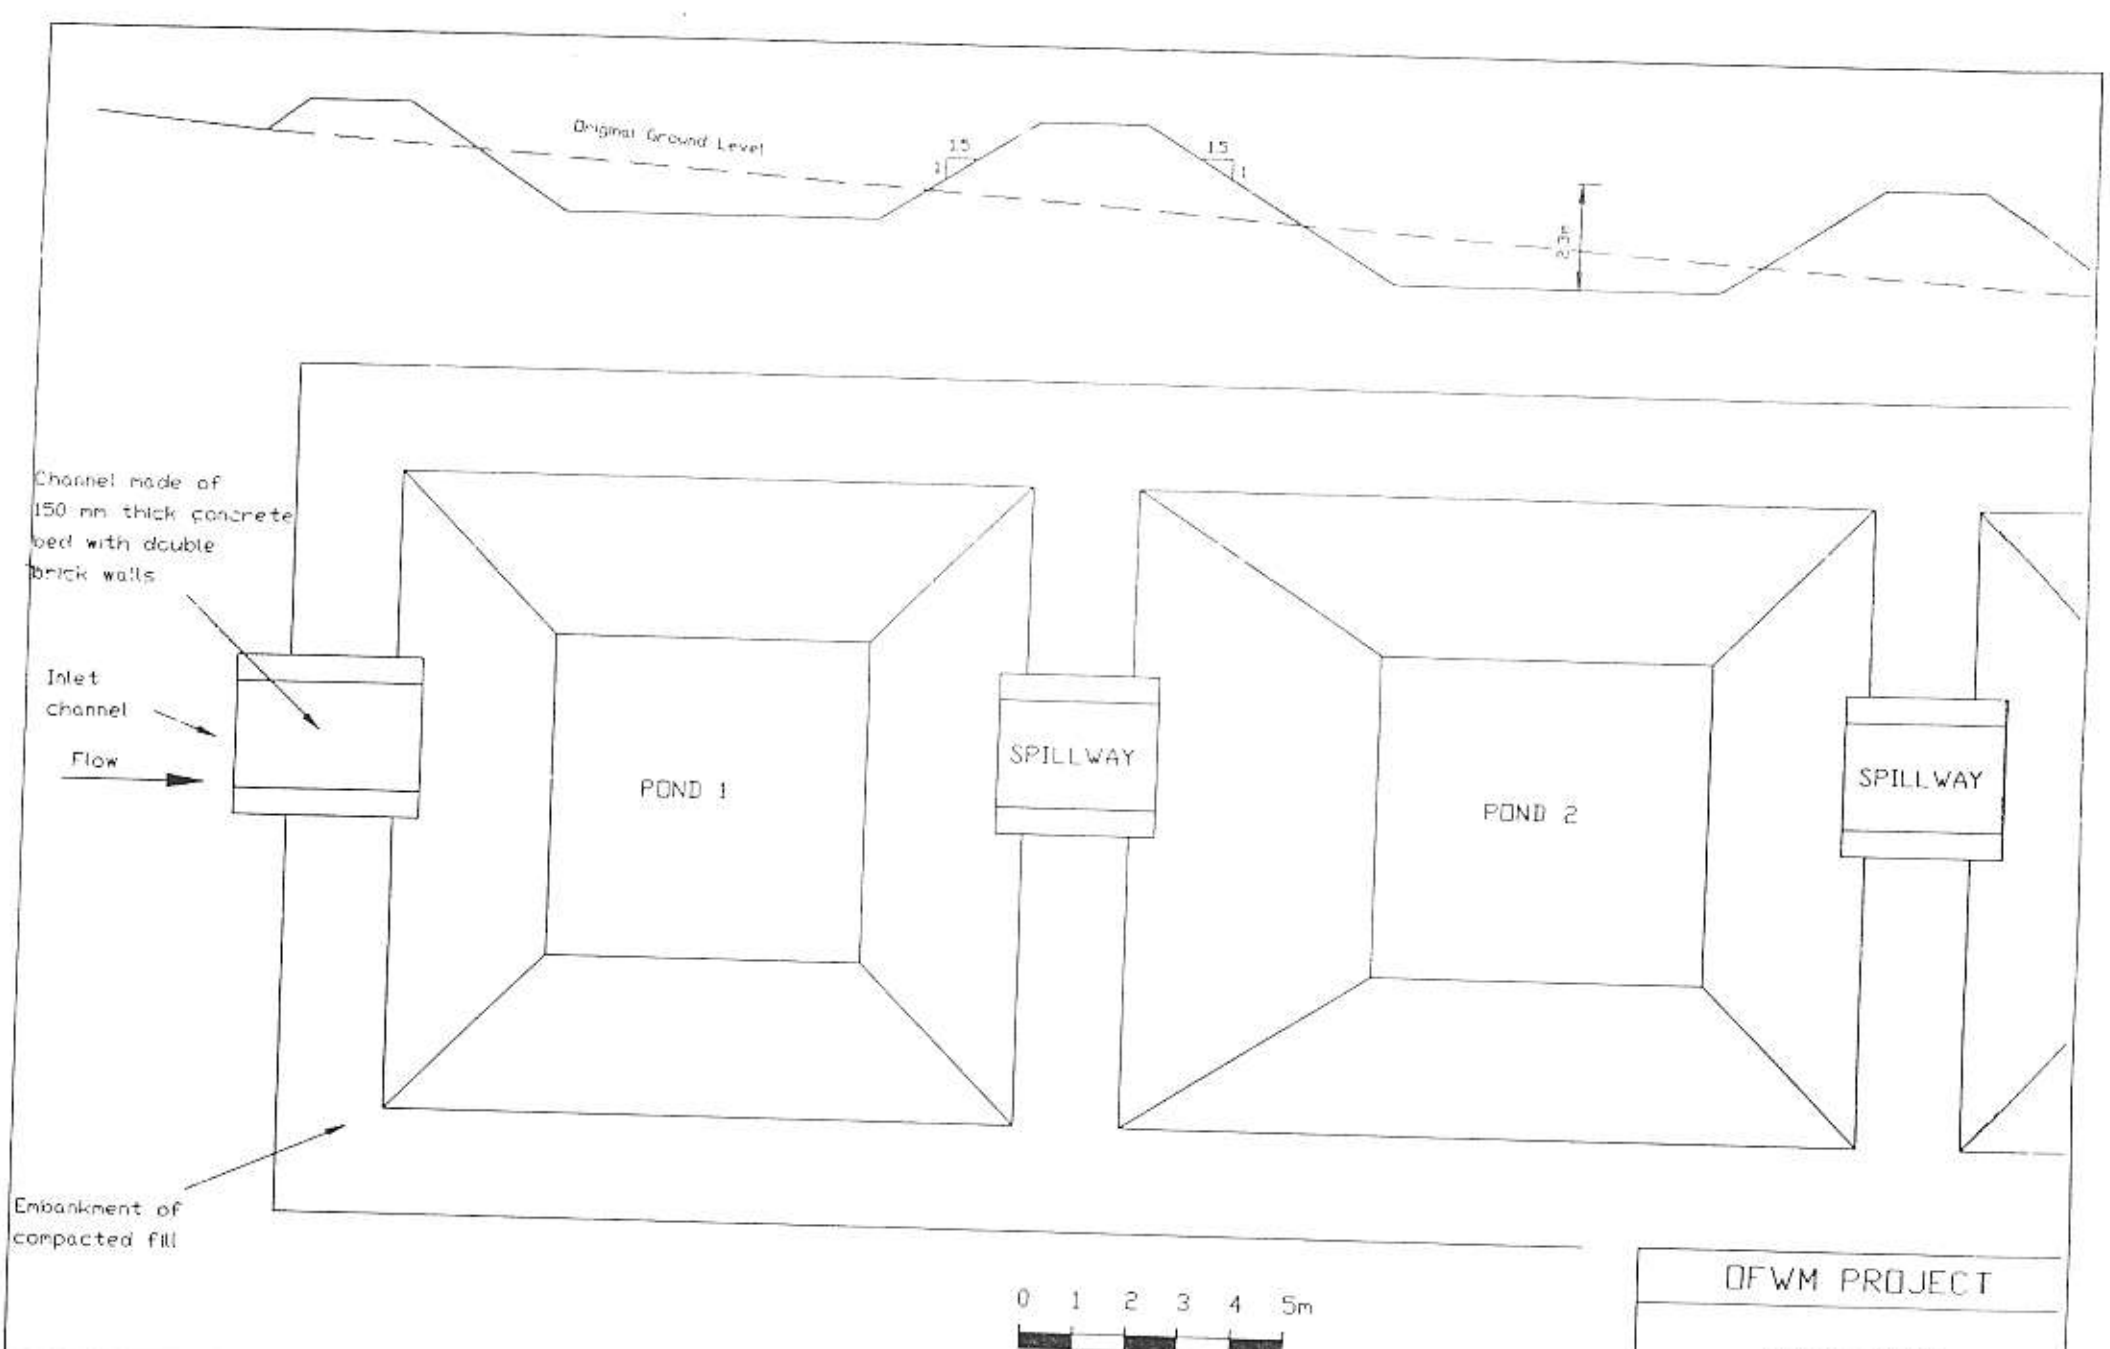 Original Ground Level
1.5
1
1.5
1
2.3m
Channel made of
150 mm thick concrete
bed with double
brick walls
Inlet
channel
Flow
POND 1
SPILLWAY
POND 2
SPILLWAY
Embankment of
compacted fill
0 1 2 3 4 5m
OFWM PROJECT